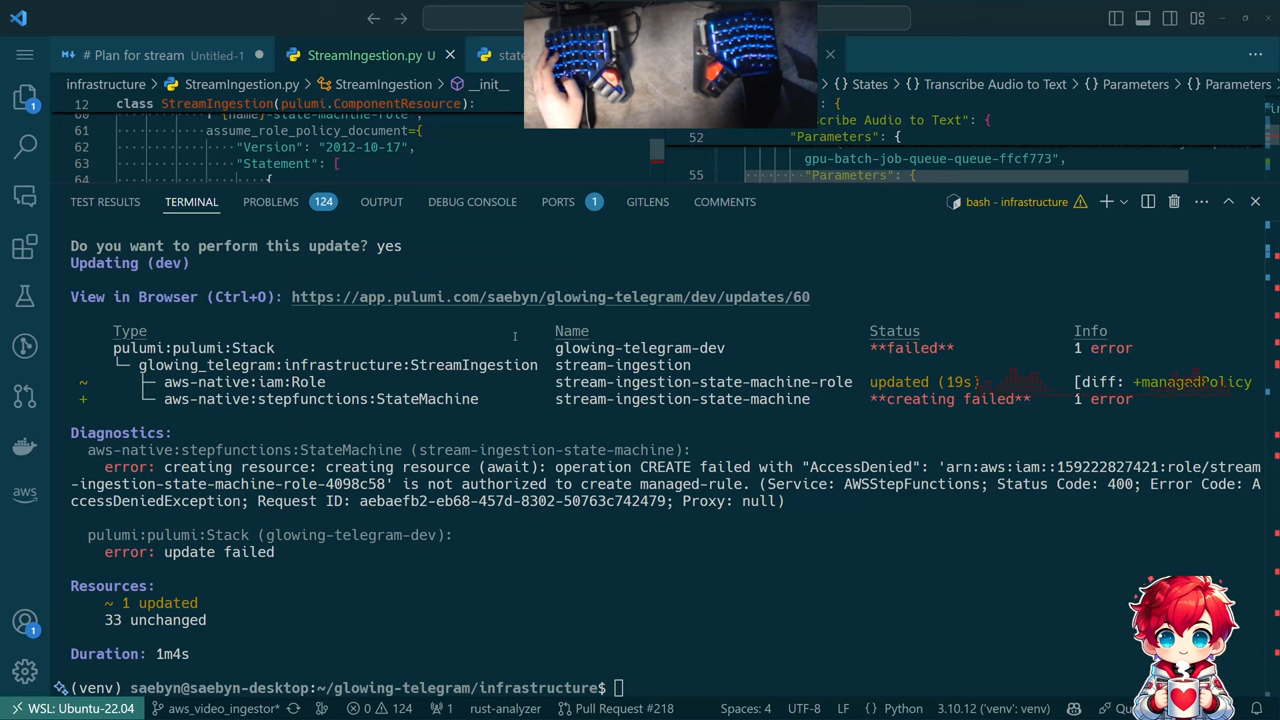 # Plan for stream Untitled-1
StreamIngestion.py U
infrastructure > StreamIngestion.py > StreamIngestion > __init__
{} States > {} Transcribe Audio to Text > {} Parameters > {} Parameters
12 class StreamIngestion(pulumi.ComponentResource):
61 assume_role_policy_document={
62 "Version": "2012-10-17",
63 "Statement": [
64 {
Audio to Text": {
52 "Parameters": {
gpu-batch-job-queue-queue-ffcf773",
55 "Parameters": {
TEST RESULTS TERMINAL PROBLEMS 124 OUTPUT DEBUG CONSOLE PORTS 1 GITLENS COMMENTS bash - infrastructure
Do you want to perform this update? yes
Updating (dev)
View in Browser (Ctrl+O): https://app.pulumi.com/saebyn/glowing-telegram/dev/updates/60
Type Name Status Info
pulumi:pulumi:Stack glowing-telegram-dev **failed** 1 error
└─ glowing_telegram:infrastructure:StreamIngestion stream-ingestion
~ ├─ aws-native:iam:Role stream-ingestion-state-machine-role updated (19s) [diff: +managedPolicy
+ └─ aws-native:stepfunctions:StateMachine stream-ingestion-state-machine **creating failed** 1 error
Diagnostics:
aws-native:stepfunctions:StateMachine (stream-ingestion-state-machine):
error: creating resource: creating resource (await): operation CREATE failed with "AccessDenied": 'arn:aws:iam::159222827421:role/stream
-ingestion-state-machine-role-4098c58' is not authorized to create managed-rule. (Service: AWSStepFunctions; Status Code: 400; Error Code: A
ccessDeniedException; Request ID: aebaefb2-eb68-457d-8302-50763c742479; Proxy: null)
pulumi:pulumi:Stack (glowing-telegram-dev):
error: update failed
Resources:
~ 1 updated
33 unchanged
Duration: 1m4s
(venv) saebyn@saebyn-desktop:~/glowing-telegram/infrastructure$
WSL: Ubuntu-22.04 aws_video_ingestor* 0 124 1 rust-analyzer Pull Request #218 Spaces: 4 UTF-8 LF Python 3.10.12 ('venv': venv)